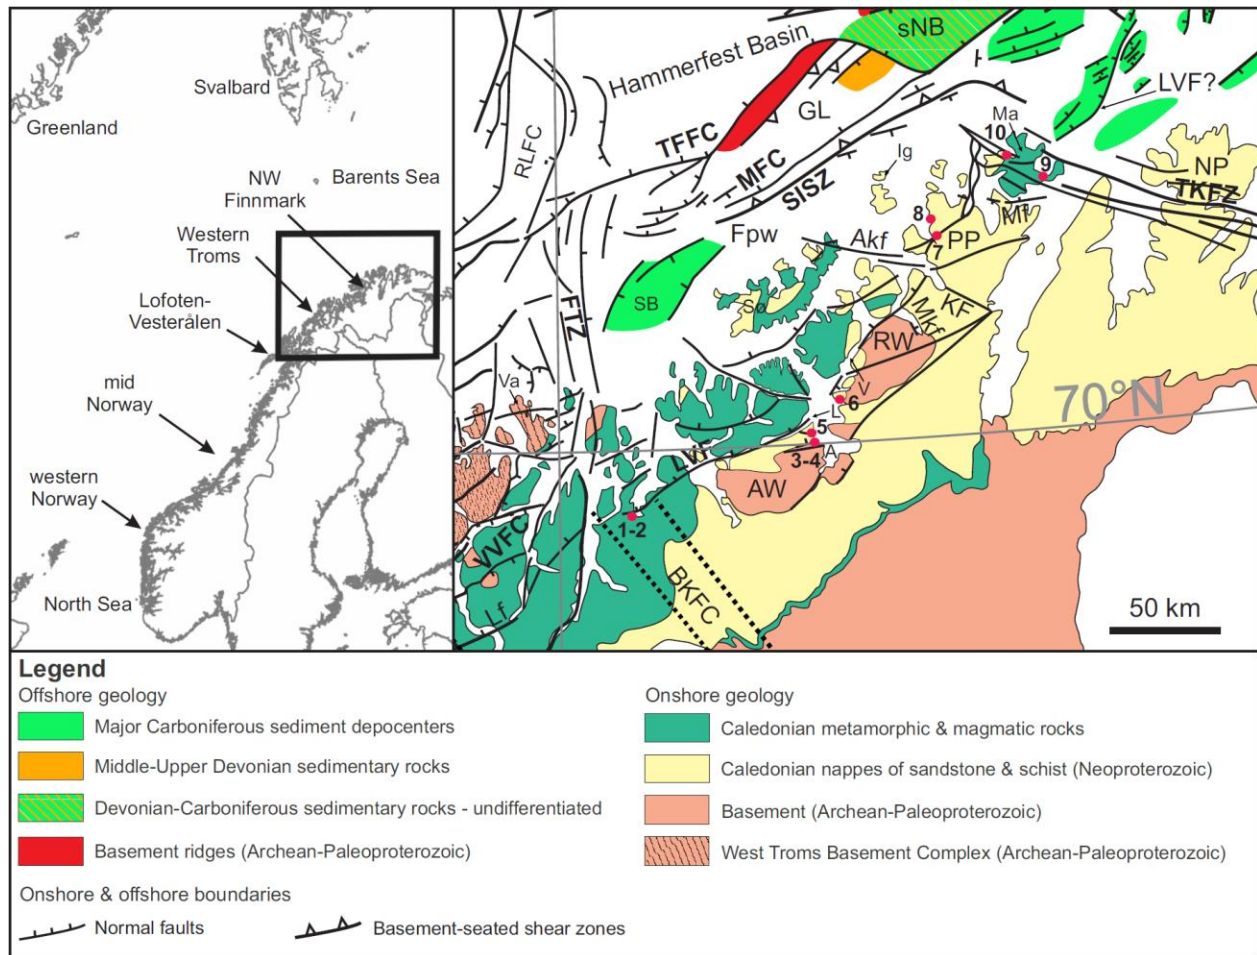 Svalbard
Greenland
NW
Finnmark
Barents Sea
Western
Troms
Lofoten-
Vesterålen
mid
Norway
western
Norway
North Sea
Hammerfest Basin
sNB
LVF?
GL
RLFC
TFFC
MFC
SISZ
Ig
Ma
10
9
NP
TKFZ
Mf
8
7
PP
Fpw
Akf
SB
Sø
FTZ
KF
MKf
RW
V
6
70°N
Va
L
5
3-4
A
LVF
AW
1-2
VVFC
Lf
BKFC
50 km
Legend
Offshore geology
Major Carboniferous sediment depocenters
Middle-Upper Devonian sedimentary rocks
Devonian-Carboniferous sedimentary rocks - undifferentiated
Basement ridges (Archean-Paleoproterozoic)
Onshore geology
Caledonian metamorphic & magmatic rocks
Caledonian nappes of sandstone & schist (Neoproterozoic)
Basement (Archean-Paleoproterozoic)
West Troms Basement Complex (Archean-Paleoproterozoic)
Onshore & offshore boundaries
Normal faults
Basement-seated shear zones